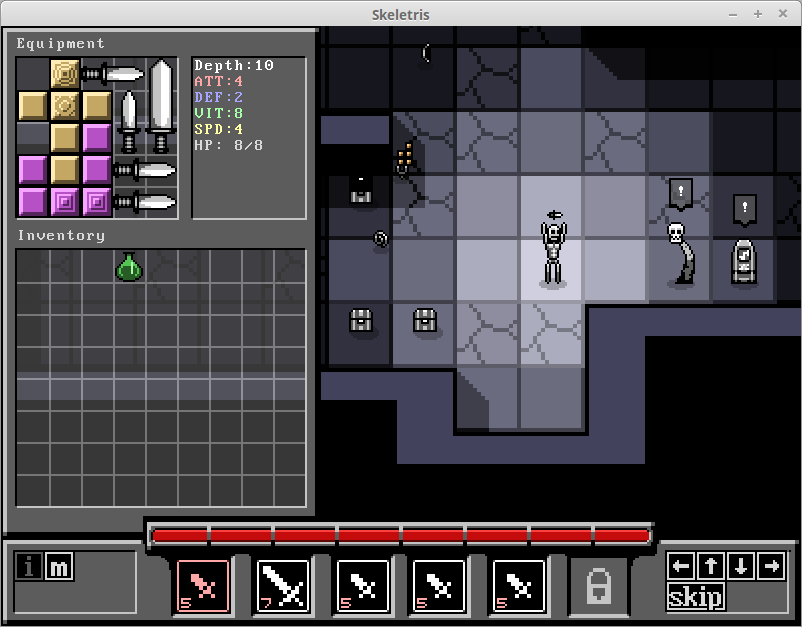 Skeletris
Equipment
Depth:10
ATT:4
DEF:2
VIT:8
SPD:4
HP: 8/8
Inventory
!
!
i m
5 7 5 5 5
← ↑ ↓ →
skip